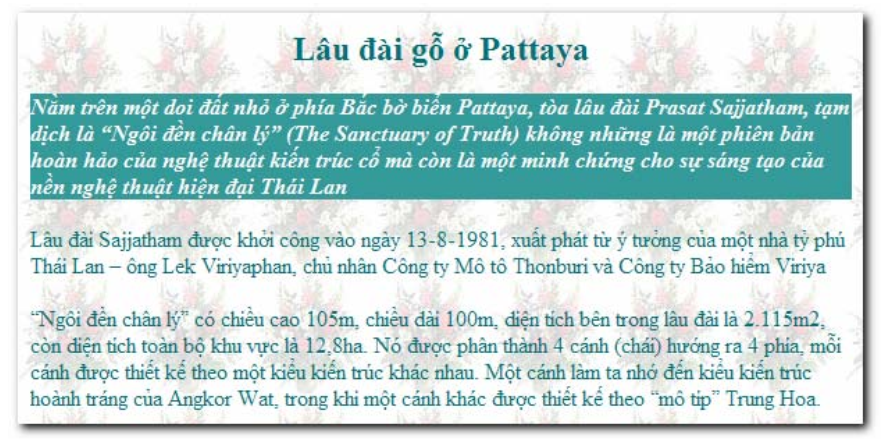 Lâu đài gỗ ở Pattaya
Nằm trên một doi đất nhỏ ở phía Bắc bờ biển Pattaya, tòa lâu đài Prasat Sajjatham, tạm
dịch là “Ngôi đền chân lý” (The Sanctuary of Truth) không những là một phiên bản
hoàn hảo của nghệ thuật kiến trúc cổ mà còn là một minh chứng cho sự sáng tạo của
nền nghệ thuật hiện đại Thái Lan
Lâu đài Sajjatham được khởi công vào ngày 13-8-1981, xuất phát từ ý tưởng của một nhà tỷ phú
Thái Lan – ông Lek Viriyaphan, chủ nhân Công ty Mô tô Thonburi và Công ty Bảo hiểm Viriya
“Ngôi đền chân lý” có chiều cao 105m, chiều dài 100m, diện tích bên trong lâu đài là 2.115m2,
còn diện tích toàn bộ khu vực là 12,8ha. Nó được phân thành 4 cánh (chái) hướng ra 4 phía, mỗi
cánh được thiết kế theo một kiểu kiến trúc khác nhau. Một cánh làm ta nhớ đến kiểu kiến trúc
hoành tráng của Angkor Wat, trong khi một cánh khác được thiết kế theo “mô típ” Trung Hoa.